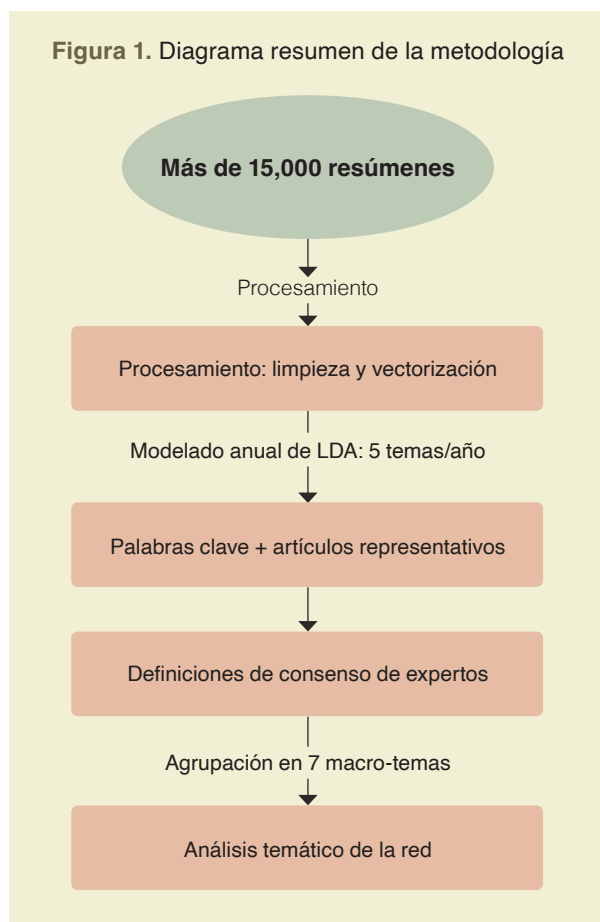 Figura 1. Diagrama resumen de la metodología
Más de 15,000 resúmenes
Procesamiento
Procesamiento: limpieza y vectorización
Modelado anual de LDA: 5 temas/año
Palabras clave + artículos representativos
Definiciones de consenso de expertos
Agrupación en 7 macro-temas
Análisis temático de la red